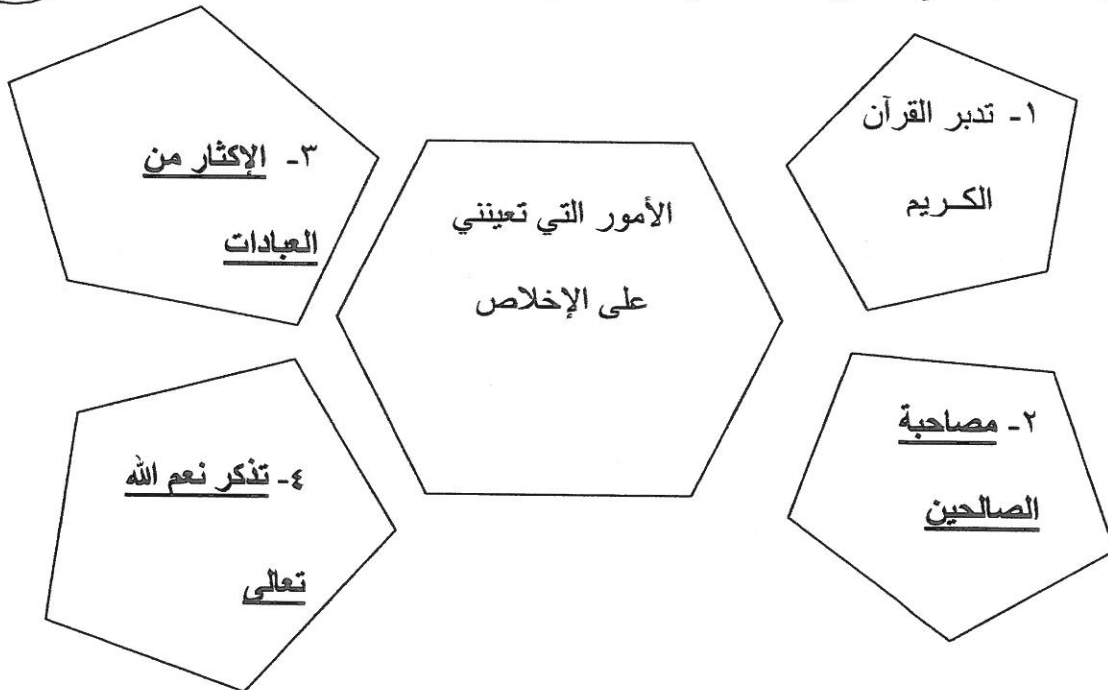 الأمور التي تعينني
على الإخلاص
١- تدبر القرآن
الكـريم
٢- مصاحبة
الصالحين
٣- الإكثار من
العبادات
٤- تذكر نعم الله
تعالى